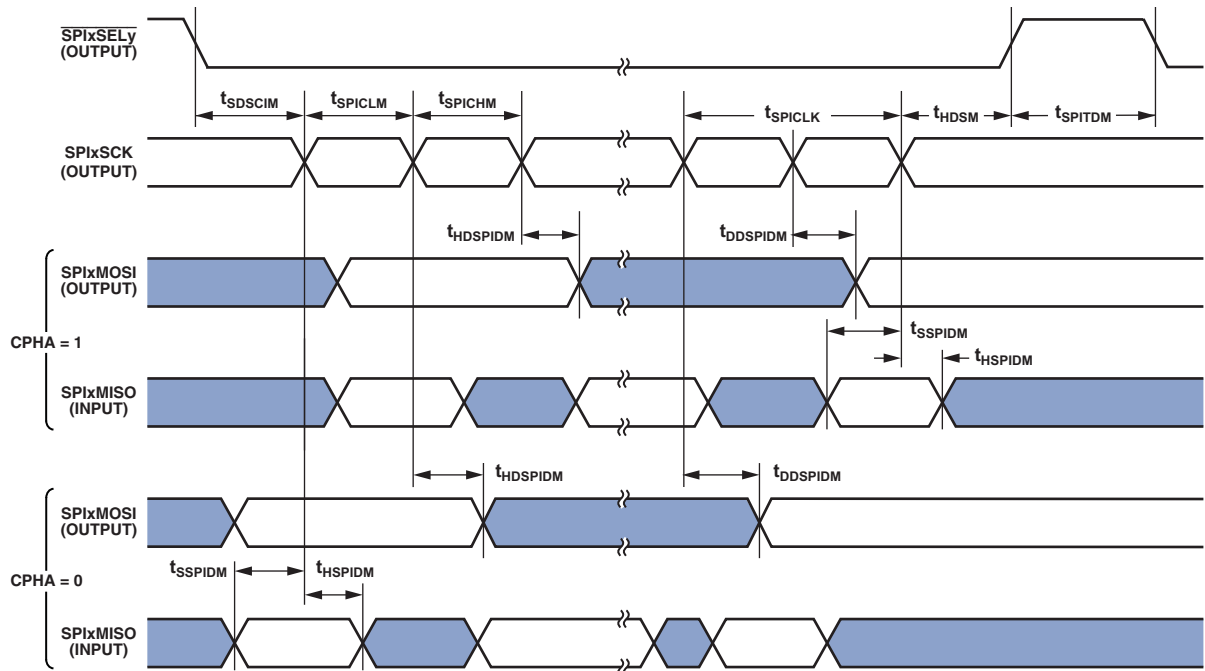 SPIxSELy
(OUTPUT)
tSDSCIM tSPICLM tSPICHM tSPICLK tHDSM tSPITDM
SPIxSCK
(OUTPUT)
tHDSPIDM tDDSPIDM
SPIxMOSI
(OUTPUT)
tSSPIDM
CPHA = 1
tHSPIDM
SPIxMISO
(INPUT)
tHDSPIDM tDDSPIDM
SPIxMOSI
(OUTPUT)
tSSPIDM tHSPIDM
CPHA = 0
SPIxMISO
(INPUT)